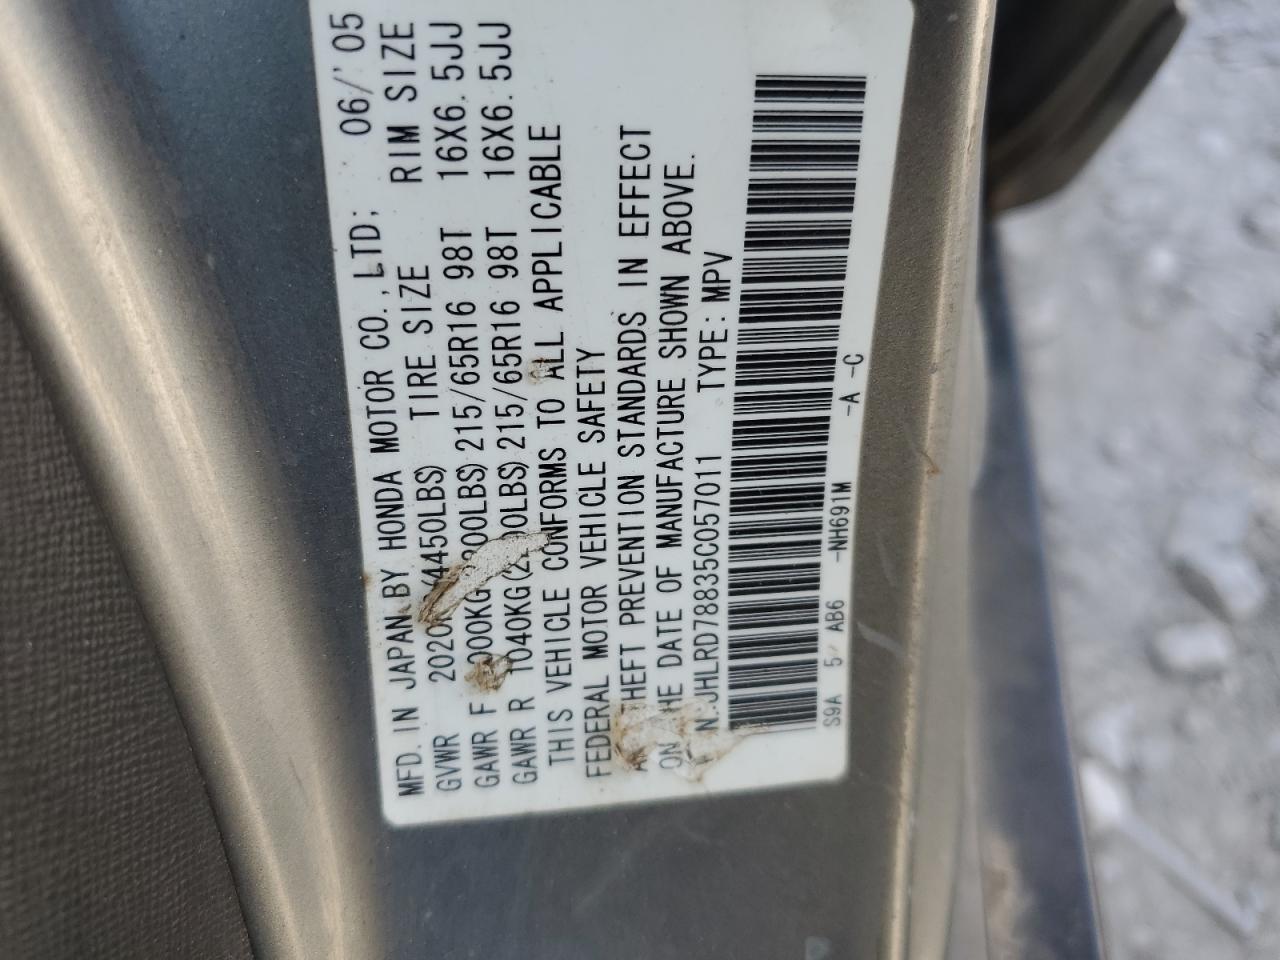 MFD. IN JAPAN BY HONDA MOTOR CO., LTD; 06/'05
GVWR 2020 (4450LBS) TIRE SIZE RIM SIZE
GAWR F 215/65R16 98T 16X6.5JJ
GAWR R 1040KG 215/65R16 98T 16X6.5JJ
THIS VEHICLE CONFORMS TO ALL APPLICABLE
FEDERAL MOTOR VEHICLE SAFETY
THEFT PREVENTION STANDARDS IN EFFECT
ON DATE OF MANUFACTURE SHOWN ABOVE.
JHLRD78835C057011 TYPE: MPV
S9A 5 AB6 -NH691M -A -C